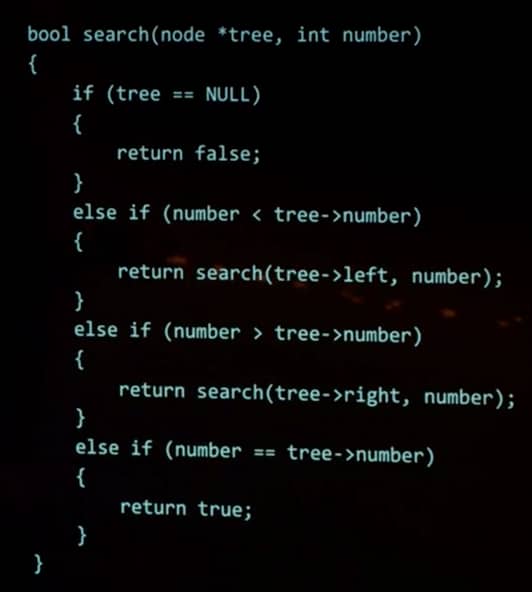 bool search(node *tree, int number)
{
    if (tree == NULL)
    {
        return false;
    }
    else if (number < tree->number)
    {
        return search(tree->left, number);
    }
    else if (number > tree->number)
    {
        return search(tree->right, number);
    }
    else if (number == tree->number)
    {
        return true;
    }
}